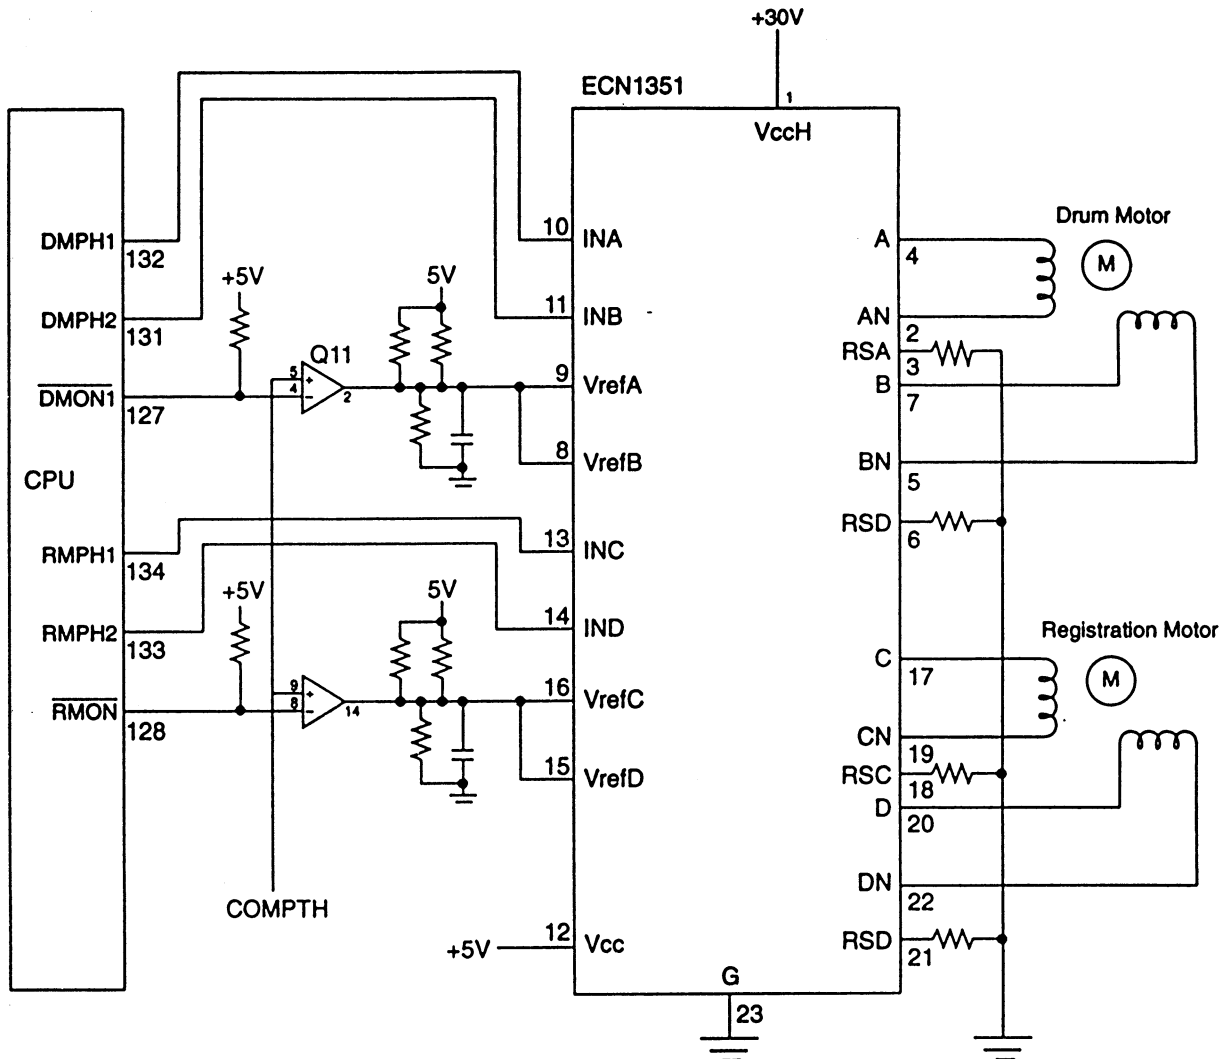 +30V
ECN1351
1
VccH
DMPH1
132
10
INA
A
4
Drum Motor
M
+5V
5V
DMPH2
131
11
INB
AN
2
RSA
3
Q11
5
+
4
-
2
DMON1
127
9
VrefA
B
7
8
VrefB
BN
5
CPU
RSD
6
RMPH1
134
13
INC
+5V
5V
RMPH2
133
14
IND
Registration Motor
M
C
17
9
+
8
-
14
RMON
128
16
VrefC
CN
19
RSC
18
15
VrefD
D
20
DN
22
COMPTH
+5V
12
Vcc
RSD
21
G
23